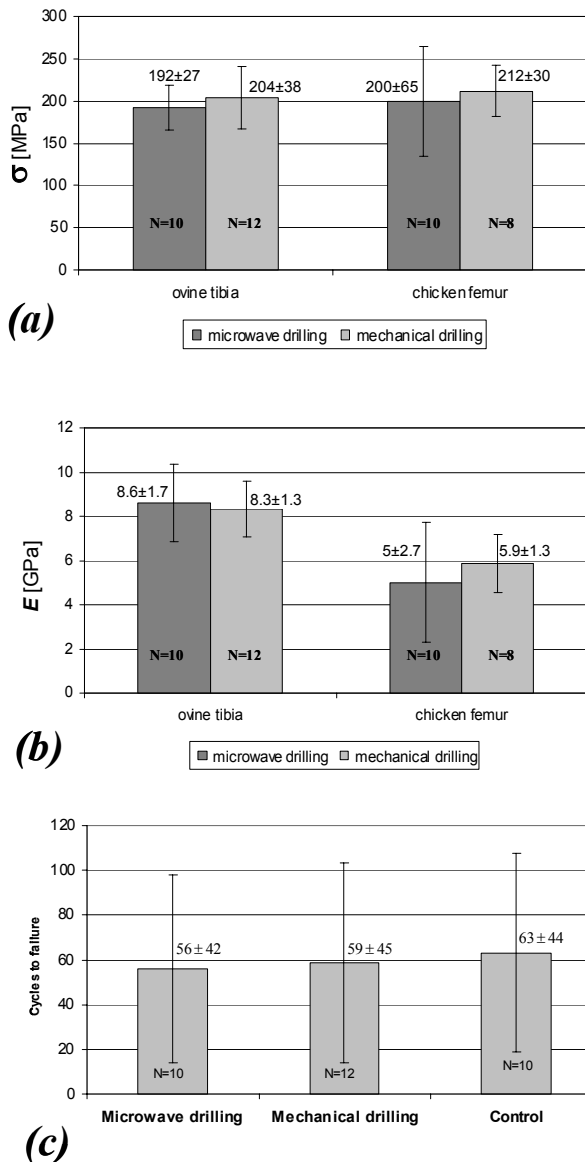 300
250
200
150
100
50
0
σ [MPa]
192±27
204±38
200±65
212±30
N=10
N=12
N=10
N=8
ovine tibia
chicken femur
(a)
microwave drilling
mechanical drilling
12
10
8
6
4
2
0
E [GPa]
8.6±1.7
8.3±1.3
5±2.7
5.9±1.3
N=10
N=12
N=10
N=8
ovine tibia
chicken femur
(b)
microwave drilling
mechanical drilling
120
100
80
60
40
20
0
Cycles to failure
56±42
59±45
63±44
N=10
N=12
N=10
Microwave drilling
Mechanical drilling
Control
(c)